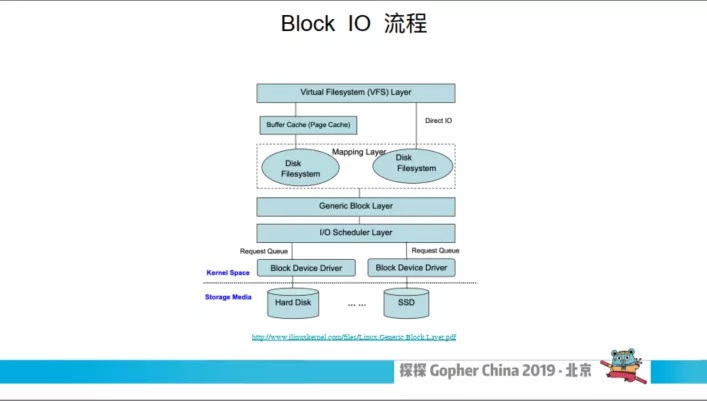 Block IO 流程
Virtual Filesystem (VFS) Layer
Buffer Cache (Page Cache)
Direct IO
Mapping Layer
Disk
Filesystem
Disk
Filesystem
Generic Block Layer
I/O Scheduler Layer
Request Queue
Request Queue
Block Device Driver
Block Device Driver
Kernel Space
Storage Media
Hard Disk
... ...
SSD
http://www.ilinuxkernel.com/files/Linux.Generic.Block.Layer.pdf
探探 Gopher China 2019·北京